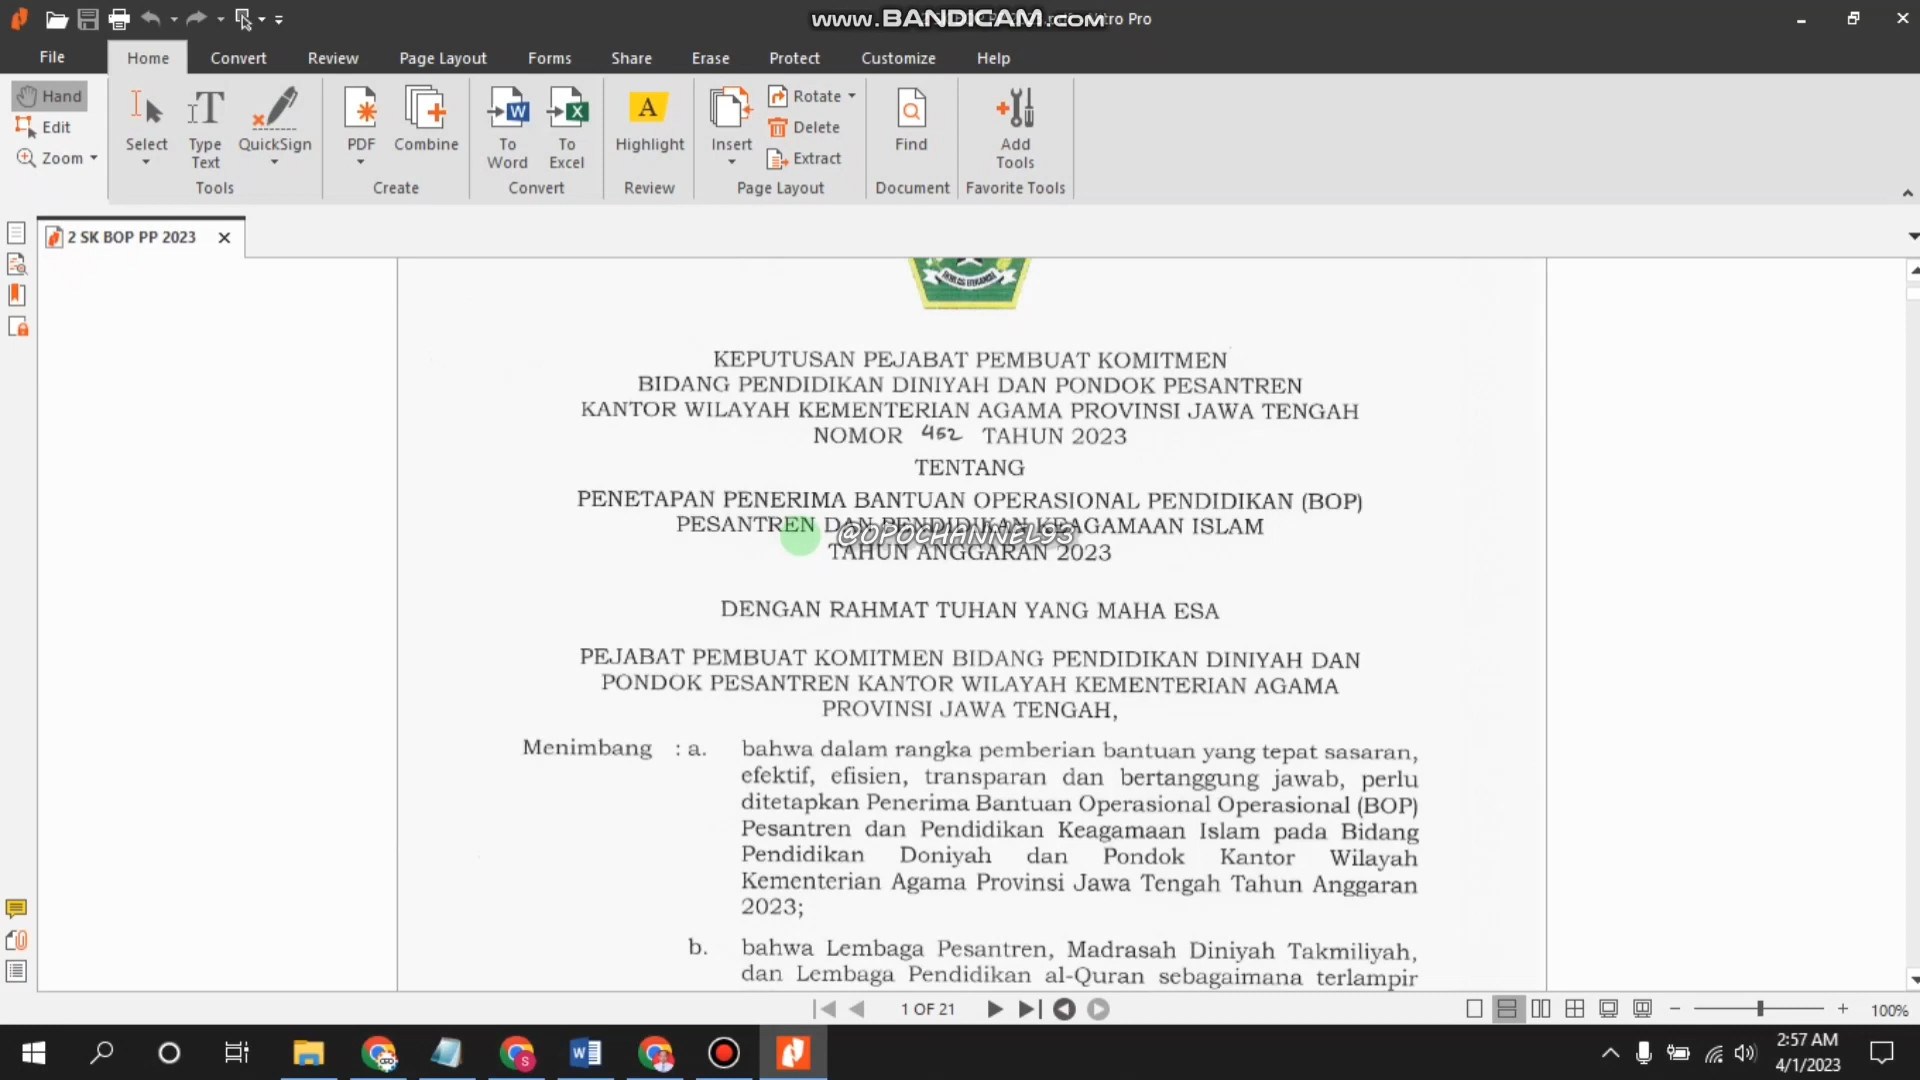 www.BANDICAM.com
Nitro Pro
File
Home
Convert
Review
Page Layout
Forms
Share
Erase
Protect
Customize
Help
Hand
Edit
Zoom
Select
Type Text
QuickSign
Tools
PDF
Combine
Create
To Word
To Excel
Convert
Highlight
Review
Insert
Rotate
Delete
Extract
Page Layout
Find
Document
Add Tools
Favorite Tools
2 SK BOP PP 2023
KEPUTUSAN PEJABAT PEMBUAT KOMITMEN
BIDANG PENDIDIKAN DINIYAH DAN PONDOK PESANTREN
KANTOR WILAYAH KEMENTERIAN AGAMA PROVINSI JAWA TENGAH
NOMOR 452 TAHUN 2023
TENTANG
PENETAPAN PENERIMA BANTUAN OPERASIONAL PENDIDIKAN (BOP)
PESANTREN DAN PENDIDIKAN KEAGAMAAN ISLAM
@OPOCHANNEL93
TAHUN ANGGARAN 2023
DENGAN RAHMAT TUHAN YANG MAHA ESA
PEJABAT PEMBUAT KOMITMEN BIDANG PENDIDIKAN DINIYAH DAN
PONDOK PESANTREN KANTOR WILAYAH KEMENTERIAN AGAMA
PROVINSI JAWA TENGAH,
Menimbang : a. bahwa dalam rangka pemberian bantuan yang tepat sasaran,
efektif, efisien, transparan dan bertanggung jawab, perlu
ditetapkan Penerima Bantuan Operasional Operasional (BOP)
Pesantren dan Pendidikan Keagamaan Islam pada Bidang
Pendidikan Doniyah dan Pondok Kantor Wilayah
Kementerian Agama Provinsi Jawa Tengah Tahun Anggaran
2023;
b. bahwa Lembaga Pesantren, Madrasah Diniyah Takmiliyah,
dan Lembaga Pendidikan al-Quran sebagaimana terlampir
1 OF 21
100%
2:57 AM
4/1/2023